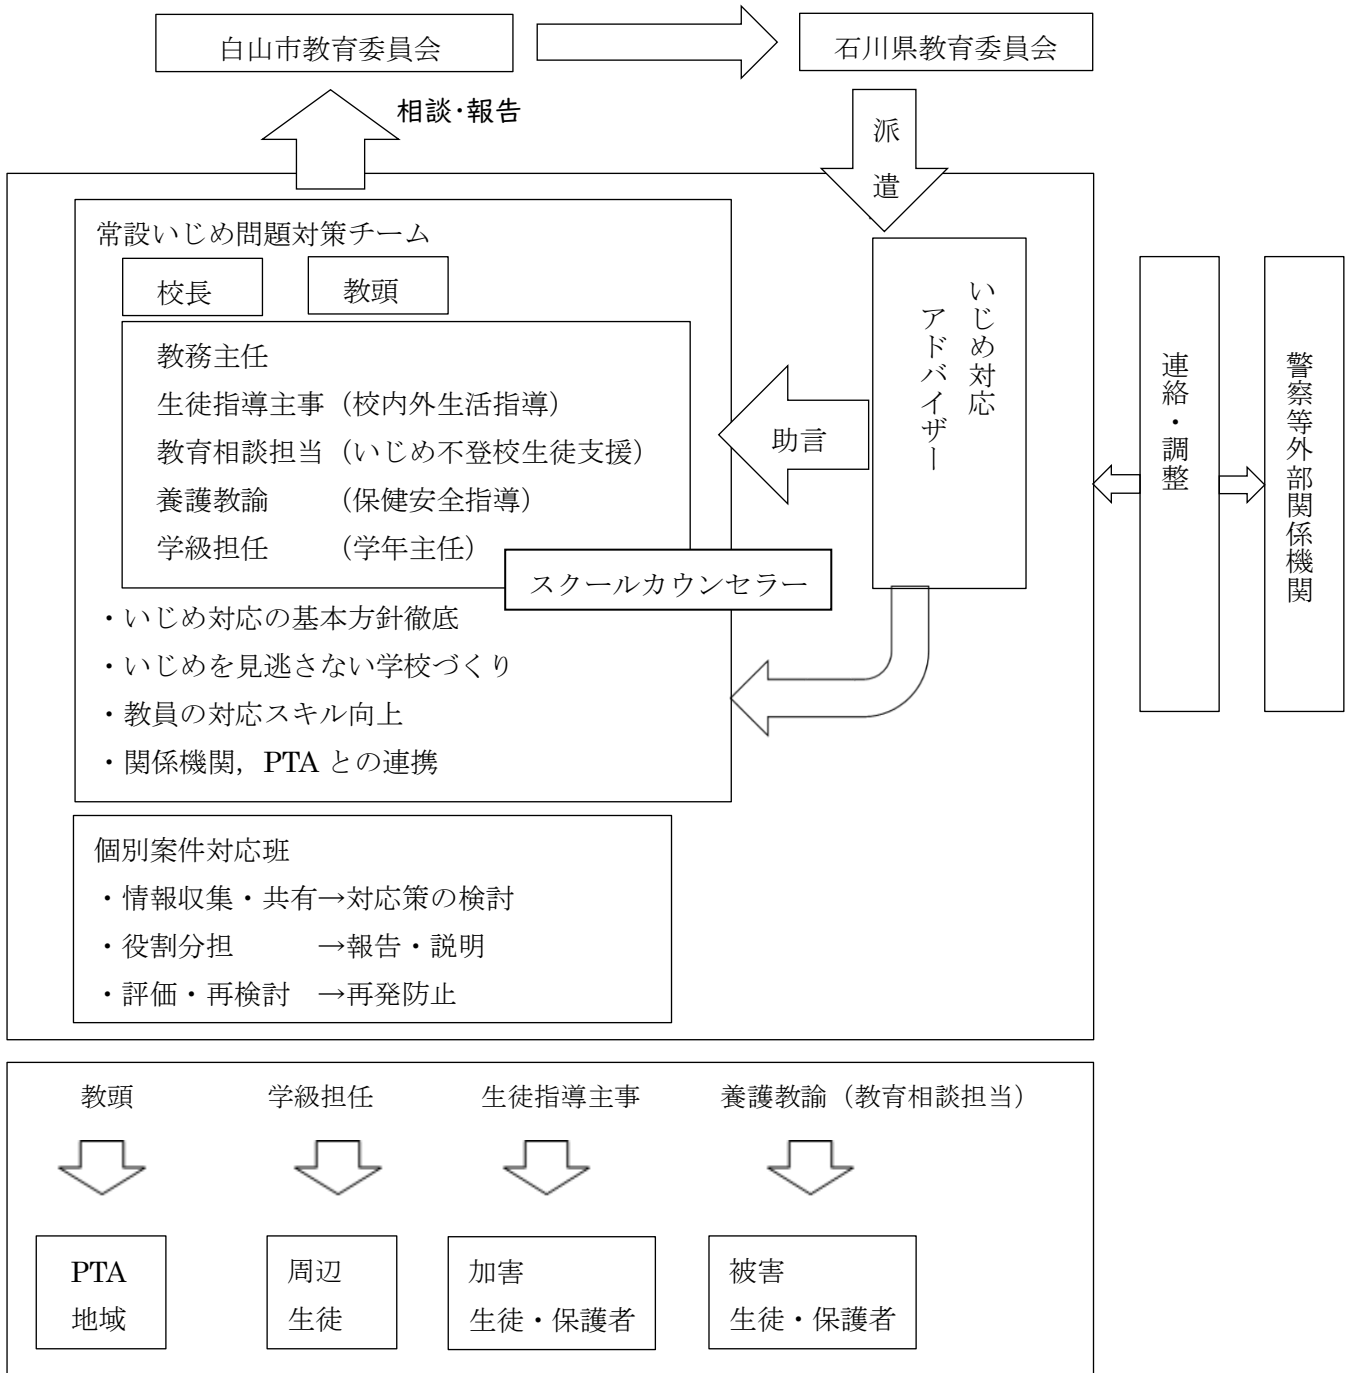 白山市教育委員会
石川県教育委員会
相談・報告
派遣
常設いじめ問題対策チーム
校長
教頭
教務主任
生徒指導主事（校内外生活指導）
教育相談担当（いじめ不登校生徒支援）
養護教諭　　（保健安全指導）
学級担任　　（学年主任）
スクールカウンセラー
・いじめ対応の基本方針徹底
・いじめを見逃さない学校づくり
・教員の対応スキル向上
・関係機関，PTA との連携
助言
いじめ対応
アドバイザー
連絡・調整
警察等外部関係機関
個別案件対応班
・情報収集・共有→対応策の検討
・役割分担　　　→報告・説明
・評価・再検討　→再発防止
教頭
学級担任
生徒指導主事
養護教諭（教育相談担当）
PTA
地域
周辺
生徒
加害
生徒・保護者
被害
生徒・保護者